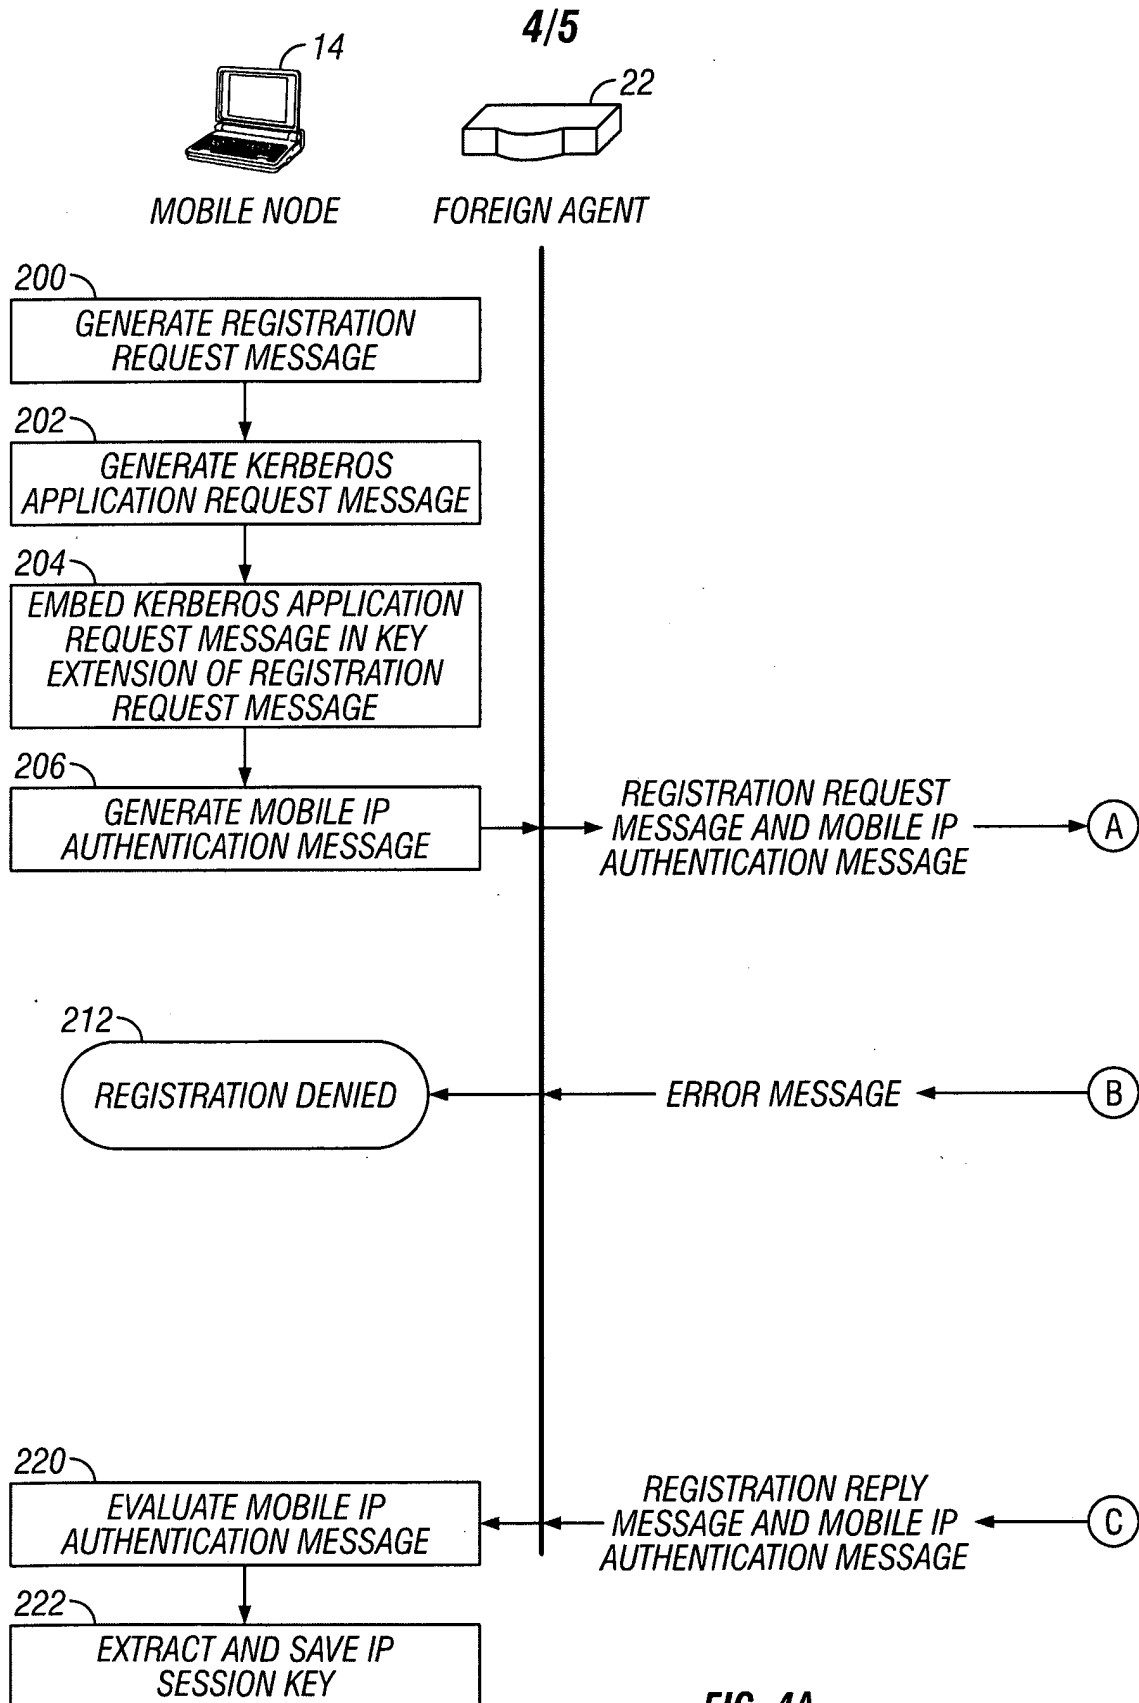 4/5
14
22
MOBILE NODE
FOREIGN AGENT
200
GENERATE REGISTRATION
REQUEST MESSAGE
202
GENERATE KERBEROS
APPLICATION REQUEST MESSAGE
204
EMBED KERBEROS APPLICATION
REQUEST MESSAGE IN KEY
EXTENSION OF REGISTRATION
REQUEST MESSAGE
206
GENERATE MOBILE IP
AUTHENTICATION MESSAGE
REGISTRATION REQUEST
MESSAGE AND MOBILE IP
AUTHENTICATION MESSAGE
A
212
REGISTRATION DENIED
ERROR MESSAGE
B
220
EVALUATE MOBILE IP
AUTHENTICATION MESSAGE
REGISTRATION REPLY
MESSAGE AND MOBILE IP
AUTHENTICATION MESSAGE
C
222
EXTRACT AND SAVE IP
SESSION KEY
FIG. 4A